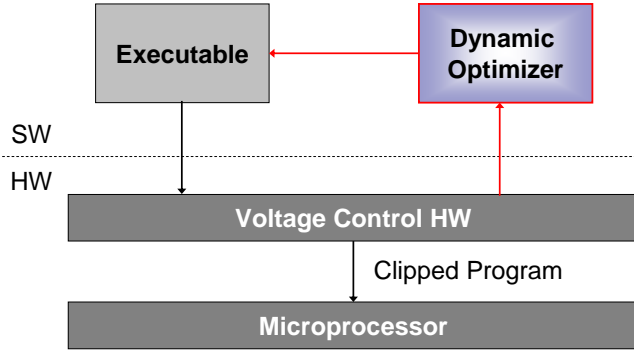 Executable
Dynamic
Optimizer
SW
HW
Voltage Control HW
Clipped Program
Microprocessor